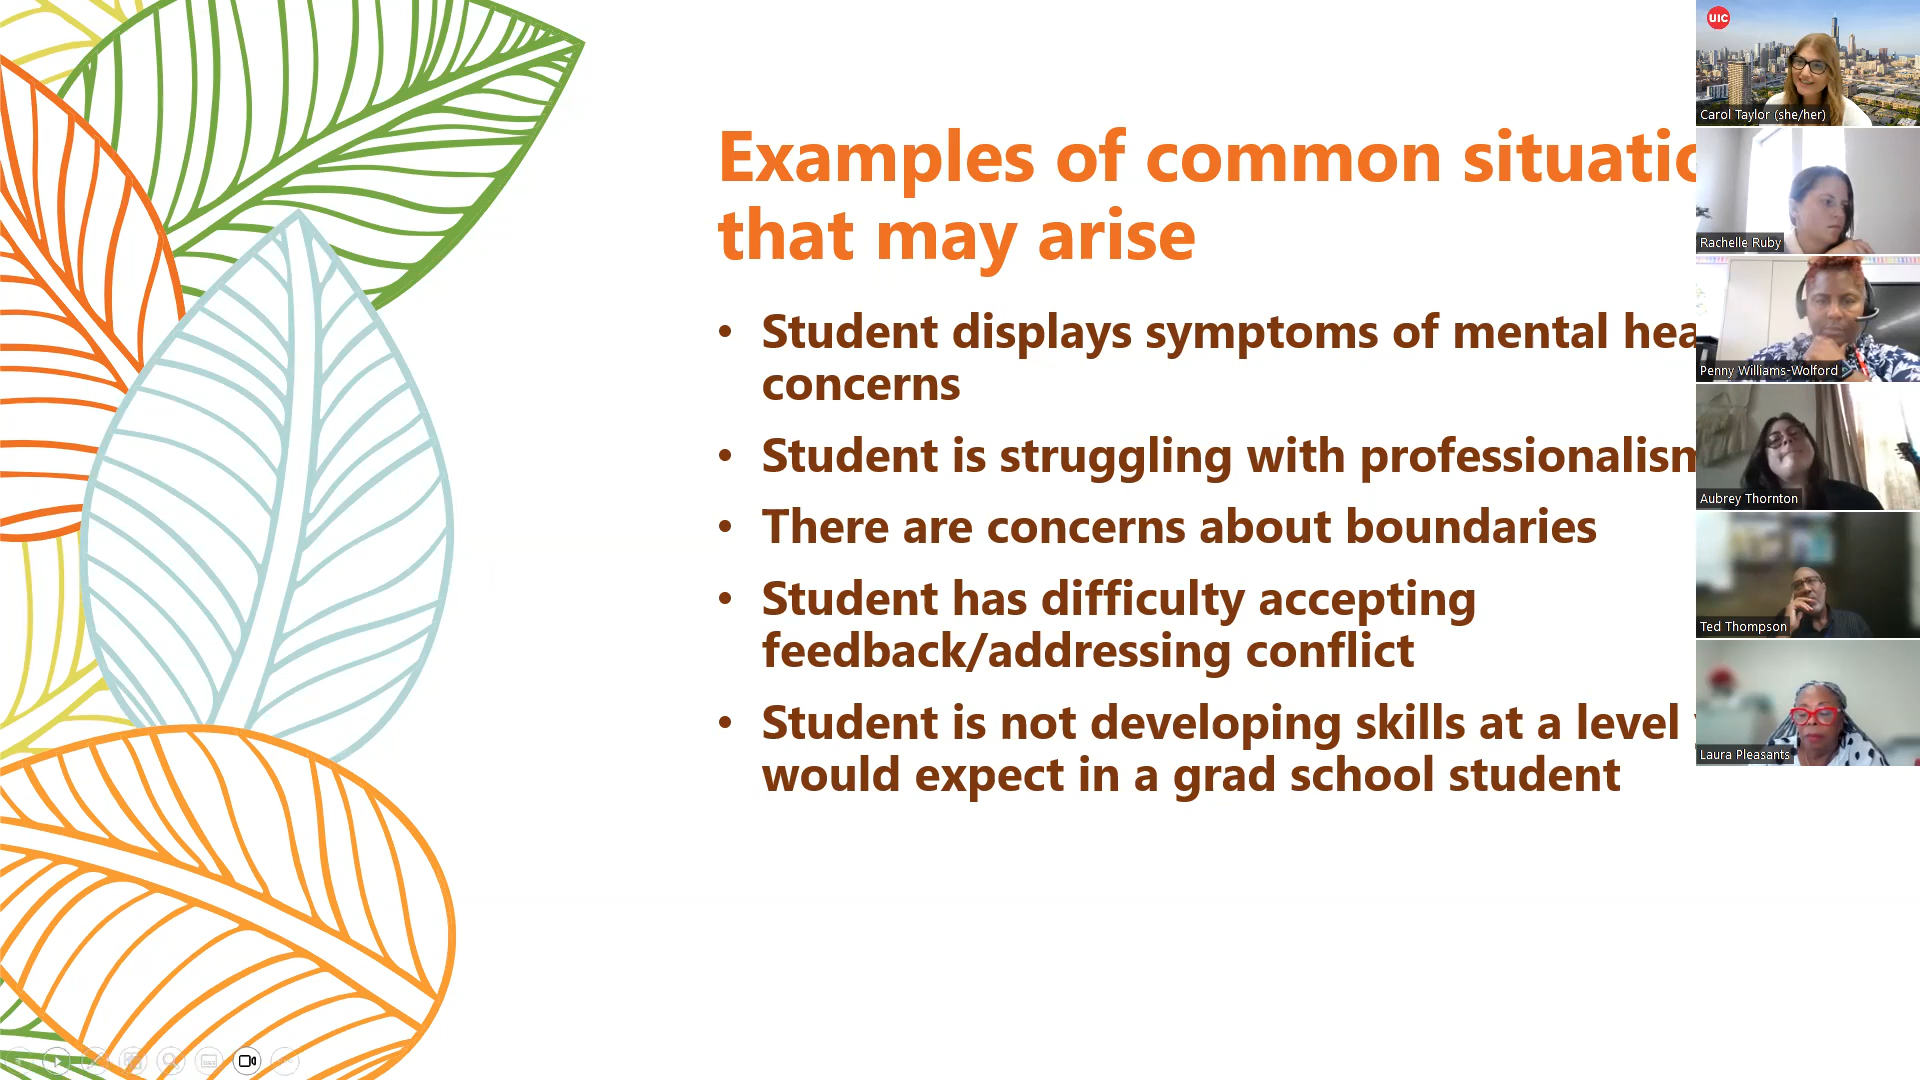 Examples of common situatio
that may arise
• Student displays symptoms of mental hea
concerns
• Student is struggling with professionalism
• There are concerns about boundaries
• Student has difficulty accepting
feedback/addressing conflict
• Student is not developing skills at a level
would expect in a grad school student
UIC
Carol Taylor (she/her)
Rachelle Ruby
Penny Williams-Wolford
Aubrey Thornton
Ted Thompson
Laura Pleasants